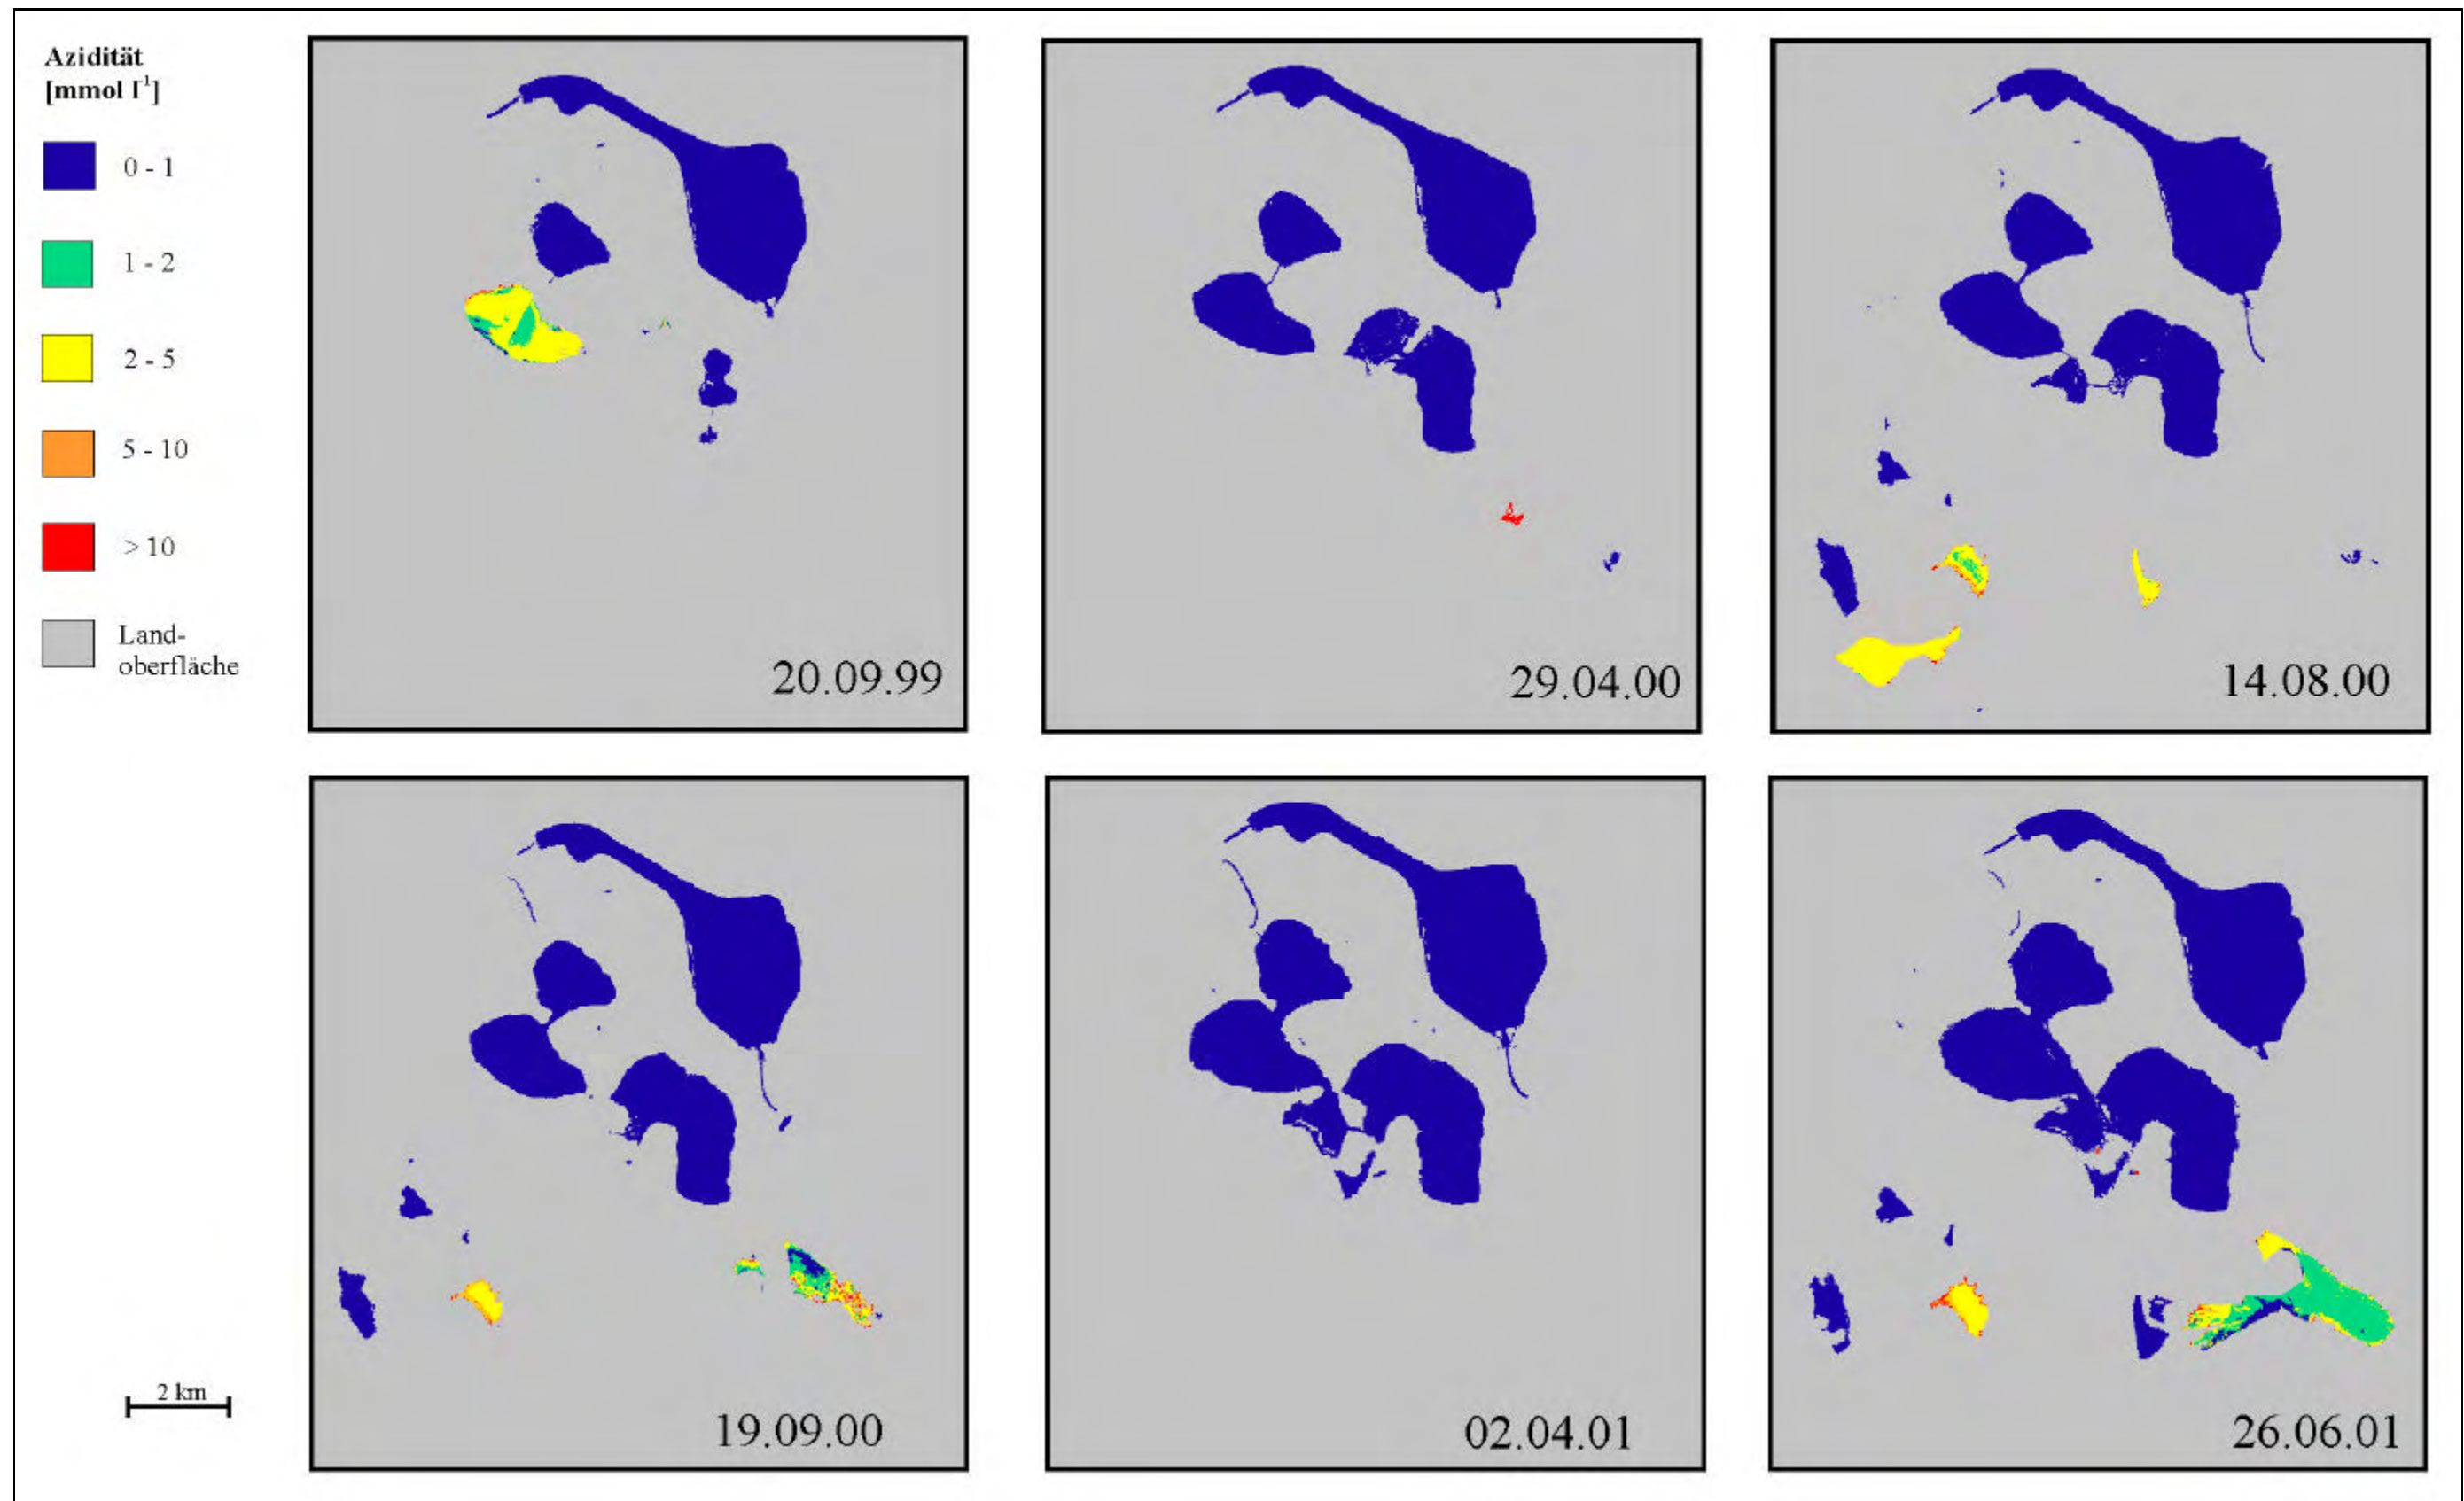 Azidität
[mmol l⁻¹]
0 - 1
1 - 2
2 - 5
5 - 10
> 10
Land-
oberfläche
20.09.99
29.04.00
14.08.00
2 km
19.09.00
02.04.01
26.06.01